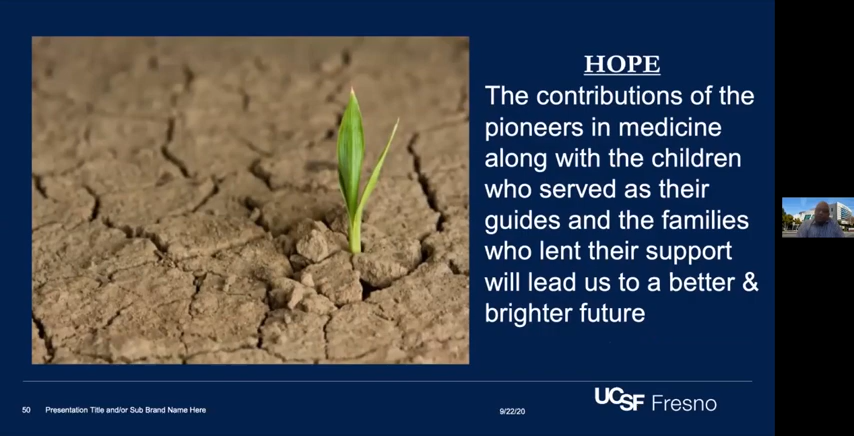 HOPE
The contributions of the
pioneers in medicine
along with the children
who served as their
guides and the families
who lent their support
will lead us to a better &
brighter future
50 Presentation Title and/or Sub Brand Name Here
9/22/20
UCSF Fresno